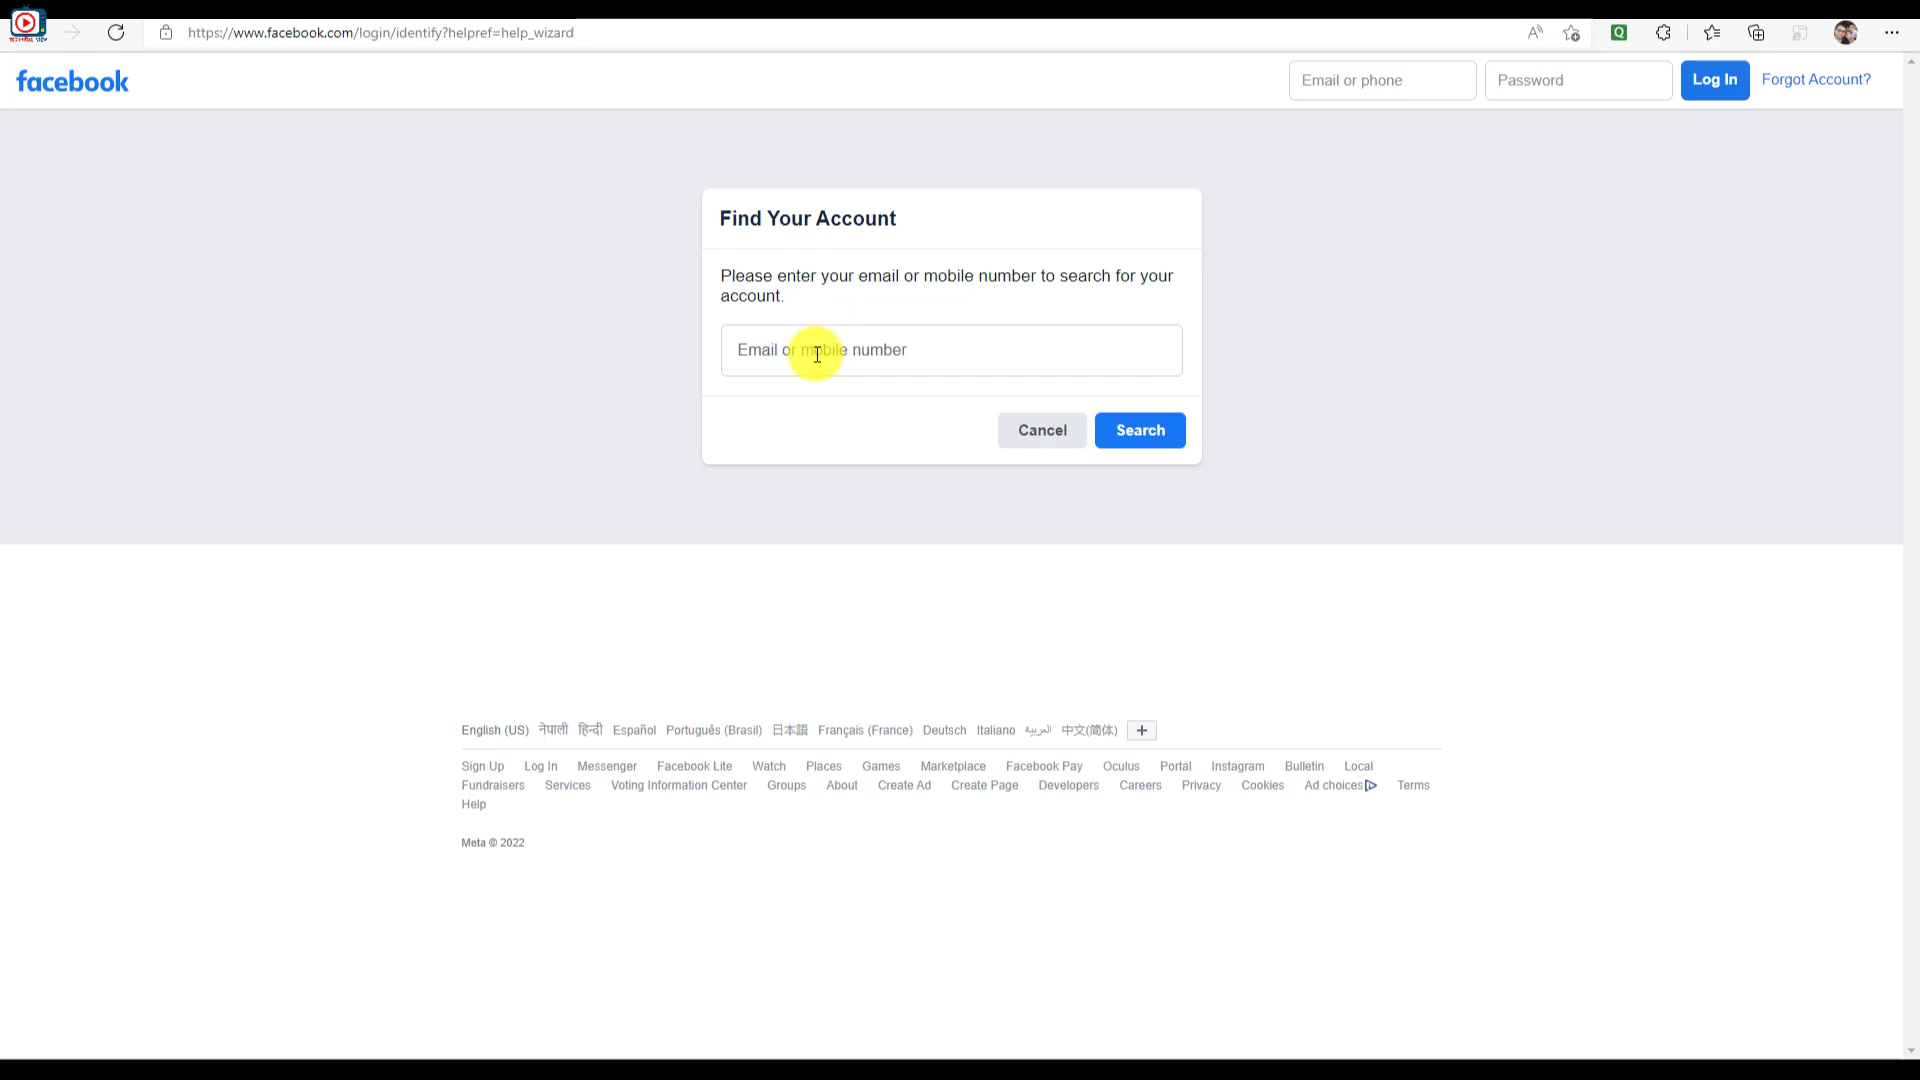 https://www.facebook.com/login/identify?helpref=help_wizard
facebook
Email or phone
Password
Log In
Forgot Account?
Find Your Account
Please enter your email or mobile number to search for your
account.
Email or mobile number
Cancel
Search
English (US) नेपाली हिन्दी Español Português (Brasil) 日本語 Français (France) Deutsch Italiano العربية 中文(简体) +
Sign Up Log In Messenger Facebook Lite Watch Places Games Marketplace Facebook Pay Oculus Portal Instagram Bulletin Local
Fundraisers Services Voting Information Center Groups About Create Ad Create Page Developers Careers Privacy Cookies Ad choices Terms
Help
Meta © 2022